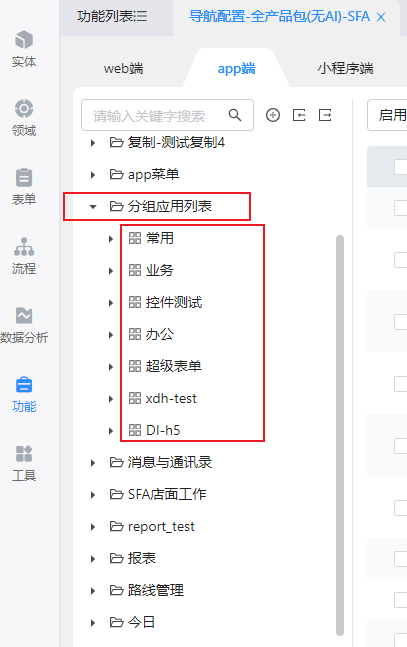 功能列表
导航配置-全产品包(无AI)-SFA
实体
领域
表单
流程
数据分析
功能
工具
web端
app端
小程序端
请输入关键字搜索
启用
复制-测试复制4
app菜单
分组应用列表
常用
业务
控件测试
办公
超级表单
xdh-test
DI-h5
消息与通讯录
SFA店面工作
report_test
报表
路线管理
今日